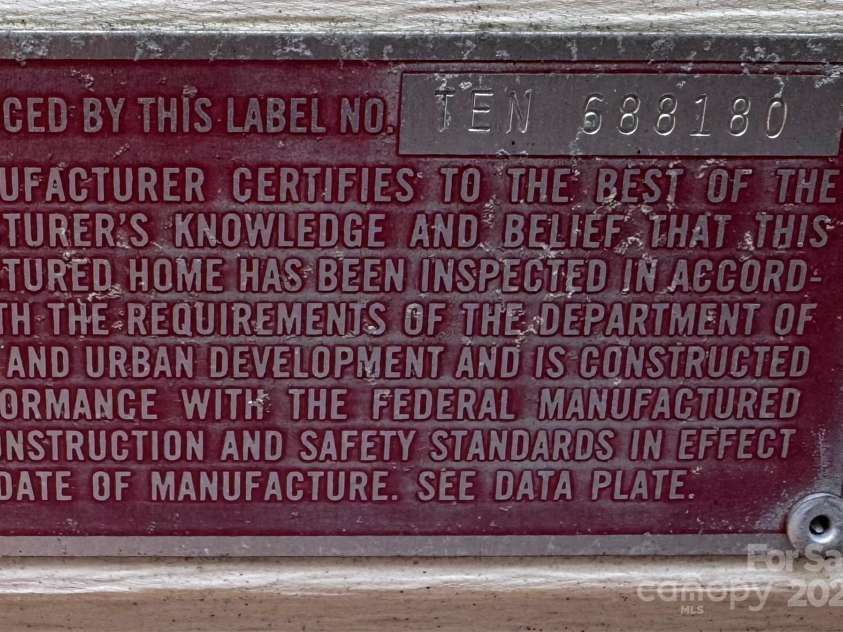 CED BY THIS LABEL NO. TEN 688180
UFACTURER CERTIFIES TO THE BEST OF THE
TURER'S KNOWLEDGE AND BELIEF THAT THIS
TURED HOME HAS BEEN INSPECTED IN ACCORD-
TH THE REQUIREMENTS OF THE DEPARTMENT OF
AND URBAN DEVELOPMENT AND IS CONSTRUCTED
ORMANCE WITH THE FEDERAL MANUFACTURED
ONSTRUCTION AND SAFETY STANDARDS IN EFFECT
DATE OF MANUFACTURE. SEE DATA PLATE.
For Sa
canopy 202
MLS